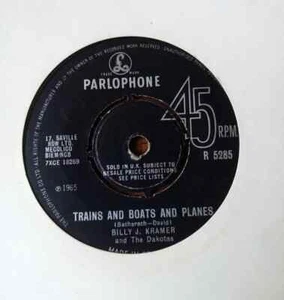 PARLOPHONE
45
R.P.M.
R 5285
17, SAVILLE
ROW LTD.
MECOLICO
BIEM-NCB
7XCE 18269
SOLD IN U.K. SUBJECT TO
RESALE PRICE CONDITIONS,
SEE PRICE LISTS
℗ 1965
TRAINS AND BOATS AND PLANES
(Bacharach—David)
BILLY J. KRAMER
and The Dakotas